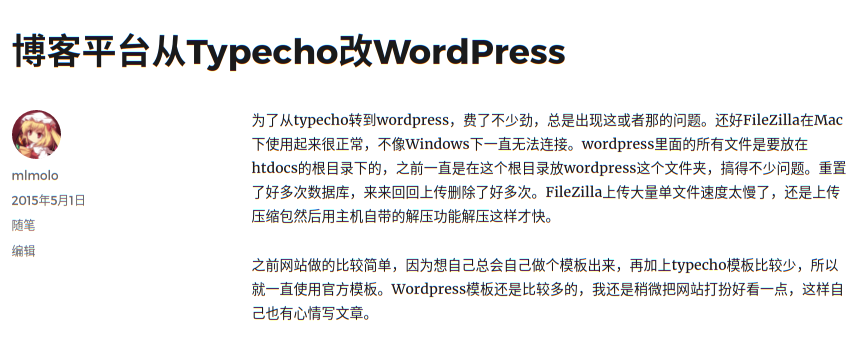 博客平台从Typecho改WordPress
mlmolo
2015年5月1日
随笔
编辑
为了从typecho转到wordpress，费了不少劲，总是出现这或者那的问题。还好FileZilla在Mac
下使用起来很正常，不像Windows下一直无法连接。wordpress里面的所有文件是要放在
htdocs的根目录下的，之前一直是在这个根目录放wordpress这个文件夹，搞得不少问题。重置
了好多次数据库，来来回回上传删除了好多次。FileZilla上传大量单文件速度太慢了，还是上传
压缩包然后用主机自带的解压功能解压这样才快。
之前网站做的比较简单，因为想自己总会自己做个模板出来，再加上typecho模板比较少，所以
就一直使用官方模板。Wordpress模板还是比较多的，我还是稍微把网站打扮好看一点，这样自
己也有心情写文章。